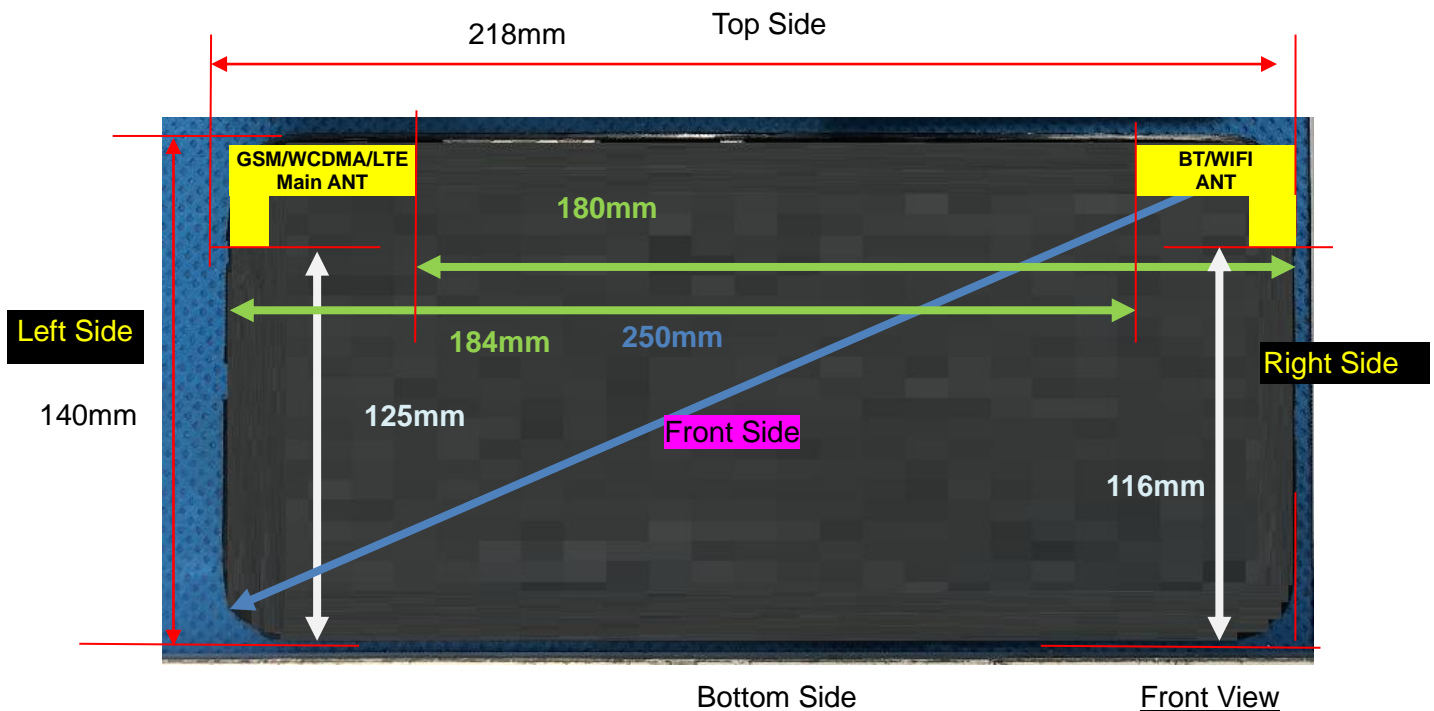 Top Side
218mm
GSM/WCDMA/LTE
Main ANT
BT/WIFI
ANT
180mm
Left Side
184mm
250mm
Right Side
140mm
125mm
Front Side
116mm
Bottom Side
Front View